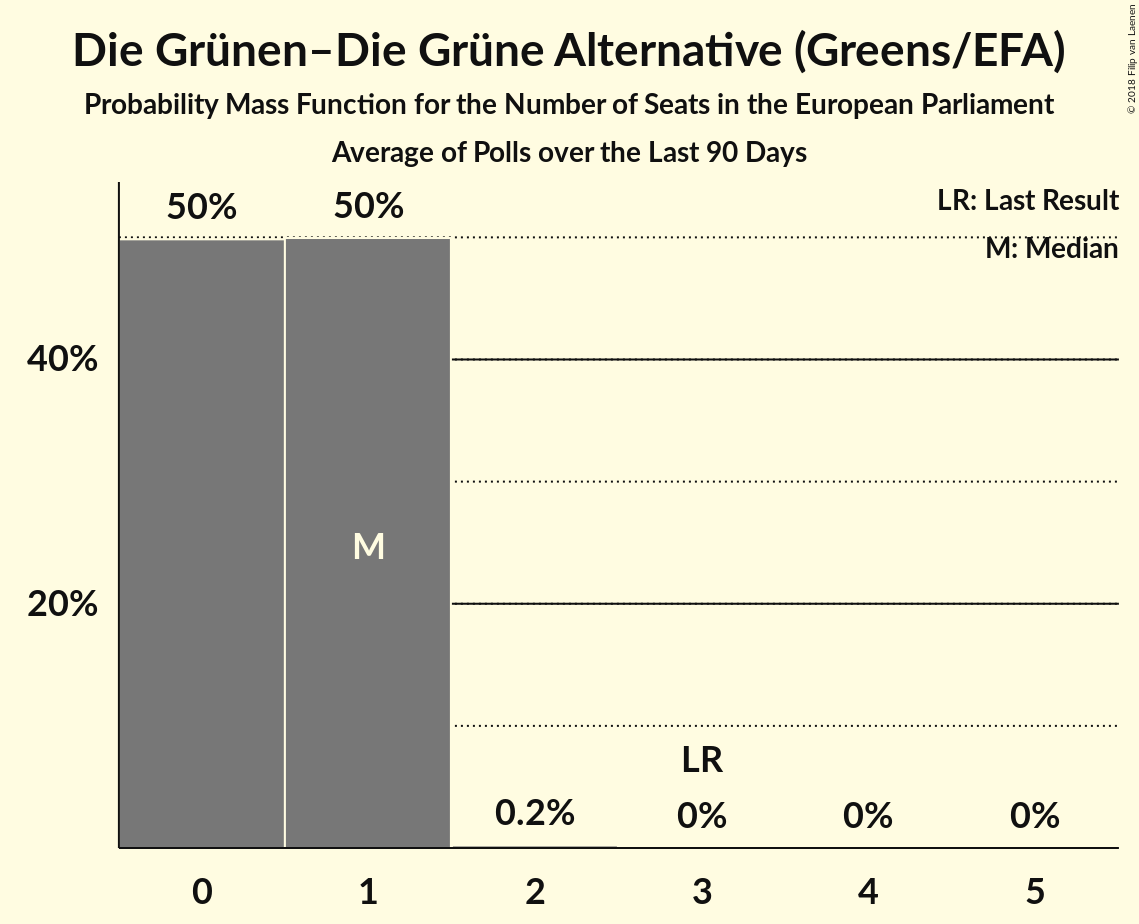 Die Grünen–Die Grüne Alternative (Greens/EFA)
Probability Mass Function for the Number of Seats in the European Parliament
Average of Polls over the Last 90 Days
© 2018 Filip van Laenen
50% 50%
LR: Last Result
M: Median
40%
M
20%
LR
0.2% 0% 0% 0%
0 1 2 3 4 5